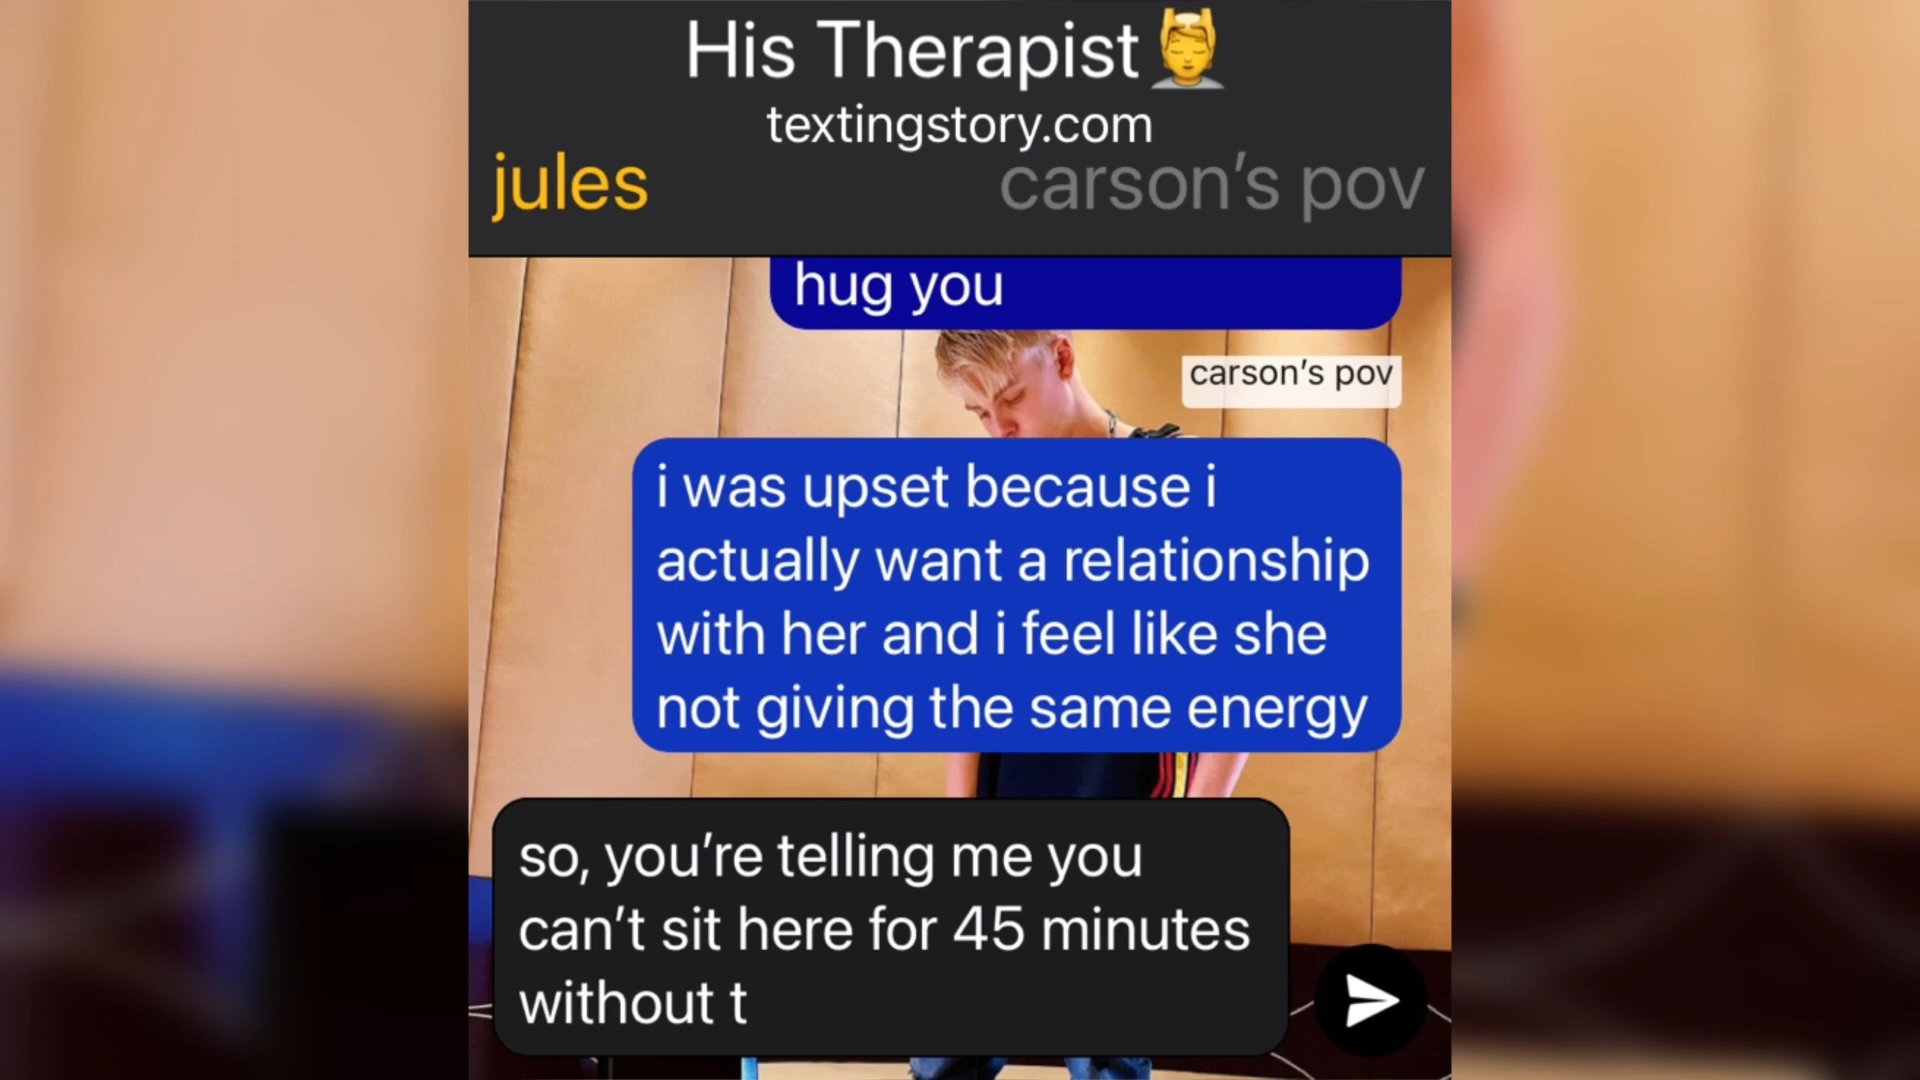 His Therapist💆
textingstory.com
jules
carson’s pov
hug you
carson’s pov
i was upset because i
actually want a relationship
with her and i feel like she
not giving the same energy
so, you’re telling me you
can’t sit here for 45 minutes
without t